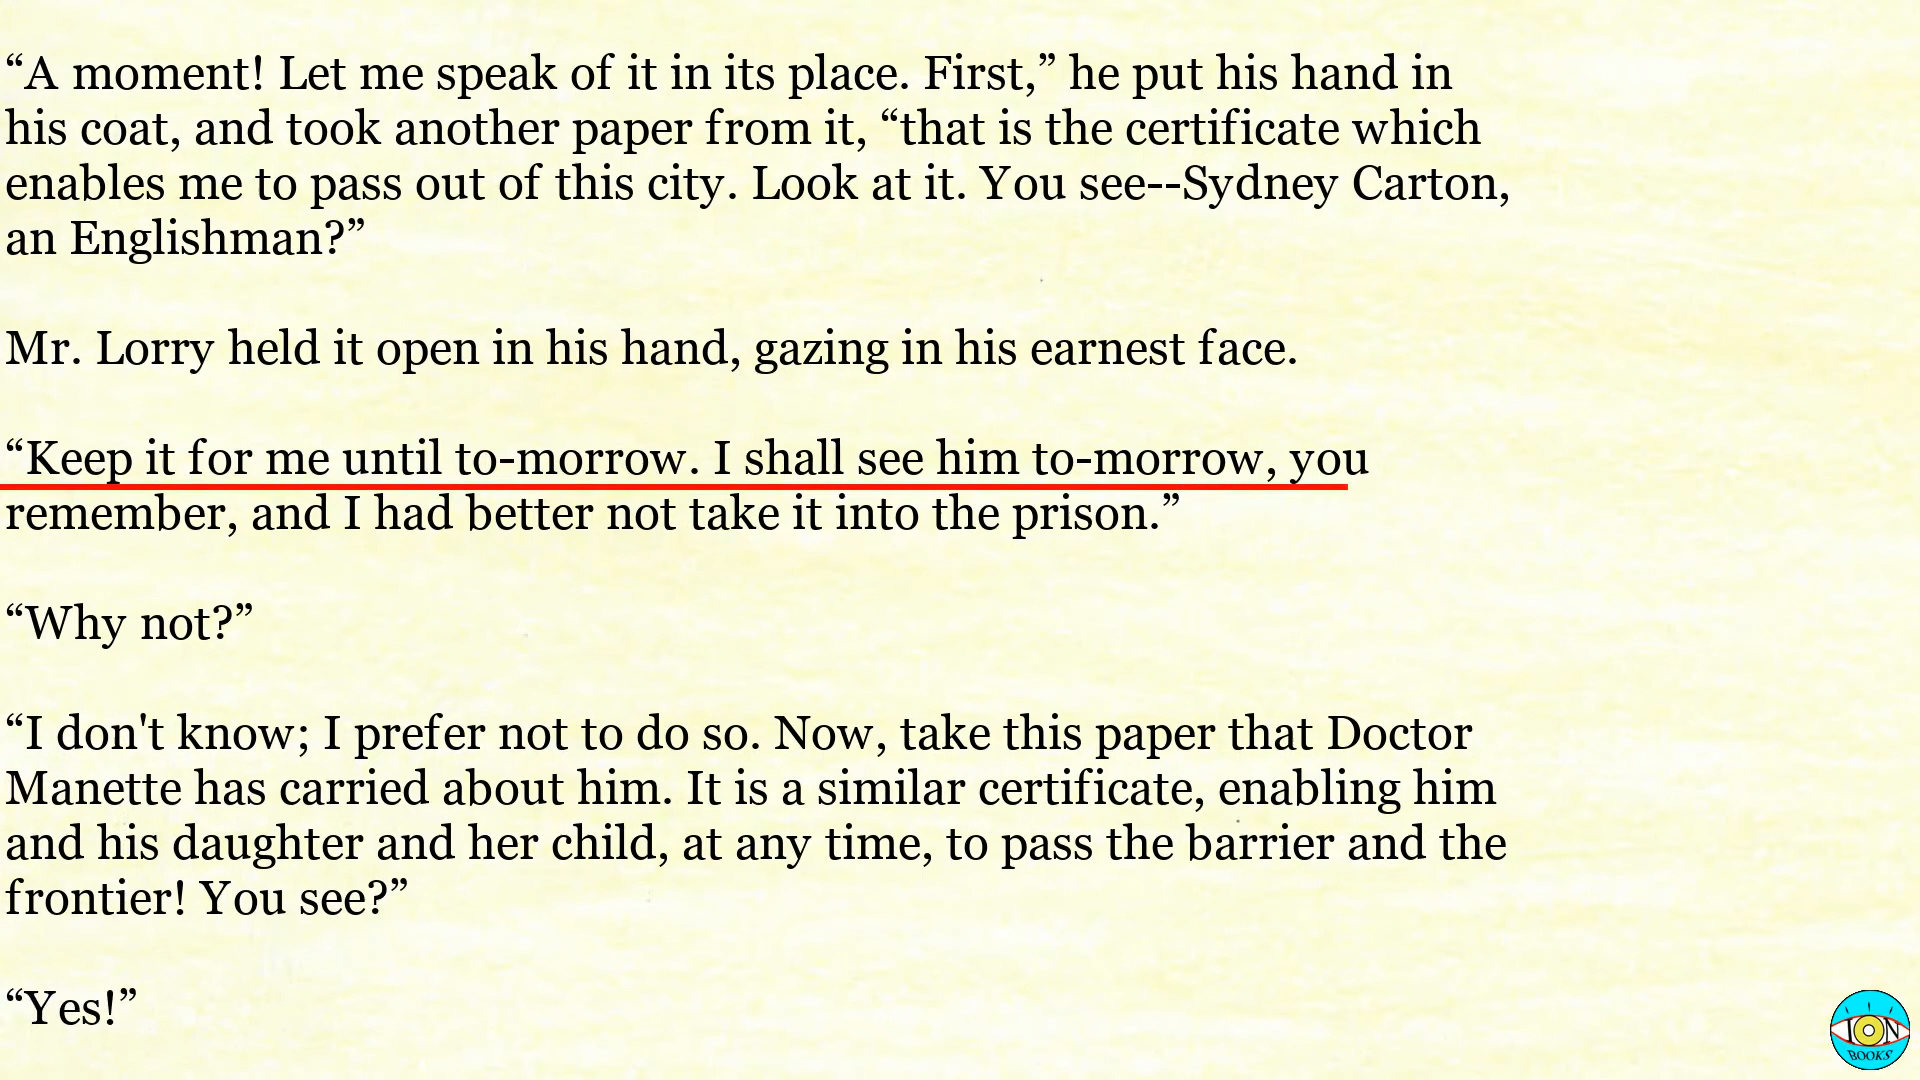 “A moment! Let me speak of it in its place. First,” he put his hand in
his coat, and took another paper from it, “that is the certificate which
enables me to pass out of this city. Look at it. You see--Sydney Carton,
an Englishman?”
Mr. Lorry held it open in his hand, gazing in his earnest face.
“Keep it for me until to-morrow. I shall see him to-morrow, you
remember, and I had better not take it into the prison.”
“Why not?”
“I don't know; I prefer not to do so. Now, take this paper that Doctor
Manette has carried about him. It is a similar certificate, enabling him
and his daughter and her child, at any time, to pass the barrier and the
frontier! You see?”
“Yes!”
ION
BOOKS